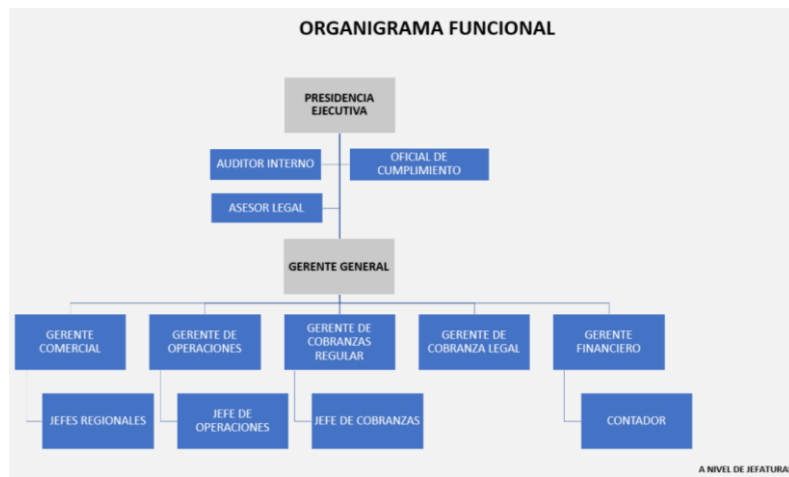 ORGANIGRAMA FUNCIONAL
PRESIDENCIA
EJECUTIVA
AUDITOR INTERNO
OFICIAL DE
CUMPLIMIENTO
ASESOR LEGAL
GERENTE GENERAL
GERENTE
COMERCIAL
GERENTE DE
OPERACIONES
GERENTE DE
COBRANZAS
REGULAR
GERENTE DE
COBRANZA LEGAL
GERENTE
FINANCIERO
JEFES REGIONALES
JEFE DE
OPERACIONES
JEFE DE COBRANZAS
CONTADOR
A NIVEL DE JEFATURAS